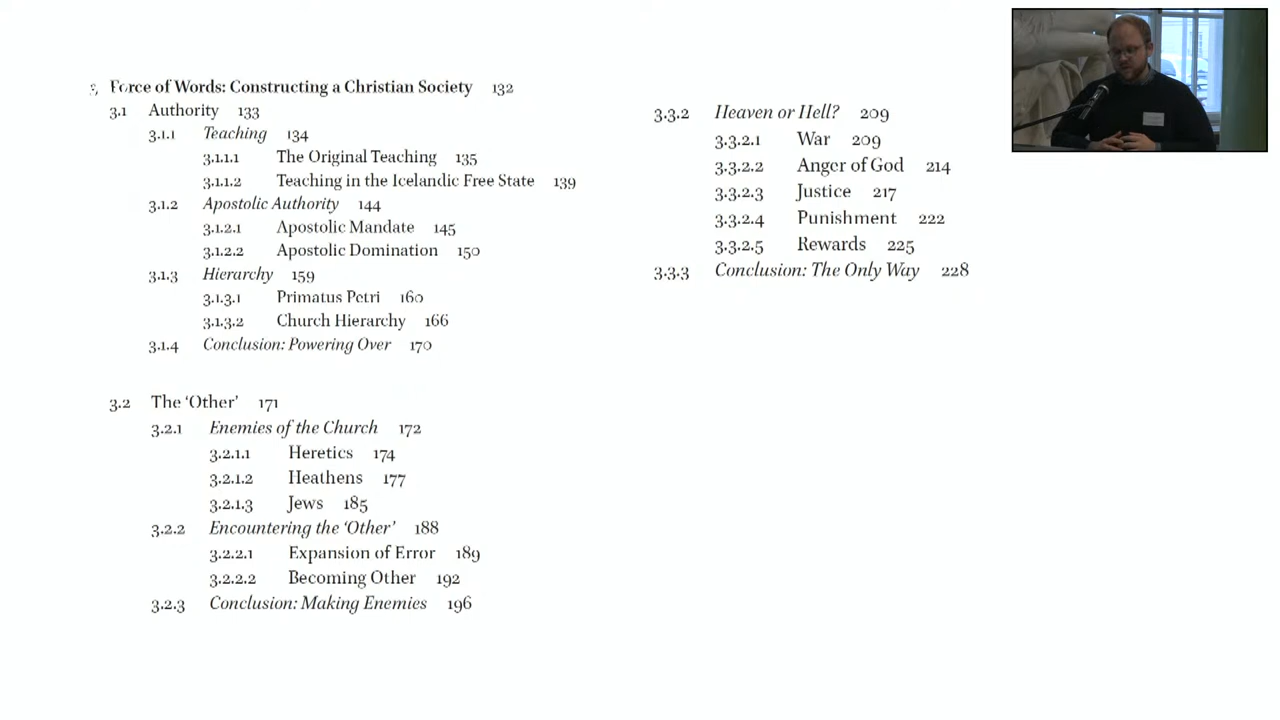 Force of Words: Constructing a Christian Society 132
3.1 Authority 133
3.1.1 Teaching 134
3.1.1.1 The Original Teaching 135
3.1.1.2 Teaching in the Icelandic Free State 139
3.1.2 Apostolic Authority 144
3.1.2.1 Apostolic Mandate 145
3.1.2.2 Apostolic Domination 150
3.1.3 Hierarchy 159
3.1.3.1 Primatus Petri 160
3.1.3.2 Church Hierarchy 166
3.1.4 Conclusion: Powering Over 170
3.2 The ‘Other’ 171
3.2.1 Enemies of the Church 172
3.2.1.1 Heretics 174
3.2.1.2 Heathens 177
3.2.1.3 Jews 185
3.2.2 Encountering the ‘Other’ 188
3.2.2.1 Expansion of Error 189
3.2.2.2 Becoming Other 192
3.2.3 Conclusion: Making Enemies 196
3.3.2 Heaven or Hell? 209
3.3.2.1 War 209
3.3.2.2 Anger of God 214
3.3.2.3 Justice 217
3.3.2.4 Punishment 222
3.3.2.5 Rewards 225
3.3.3 Conclusion: The Only Way 228